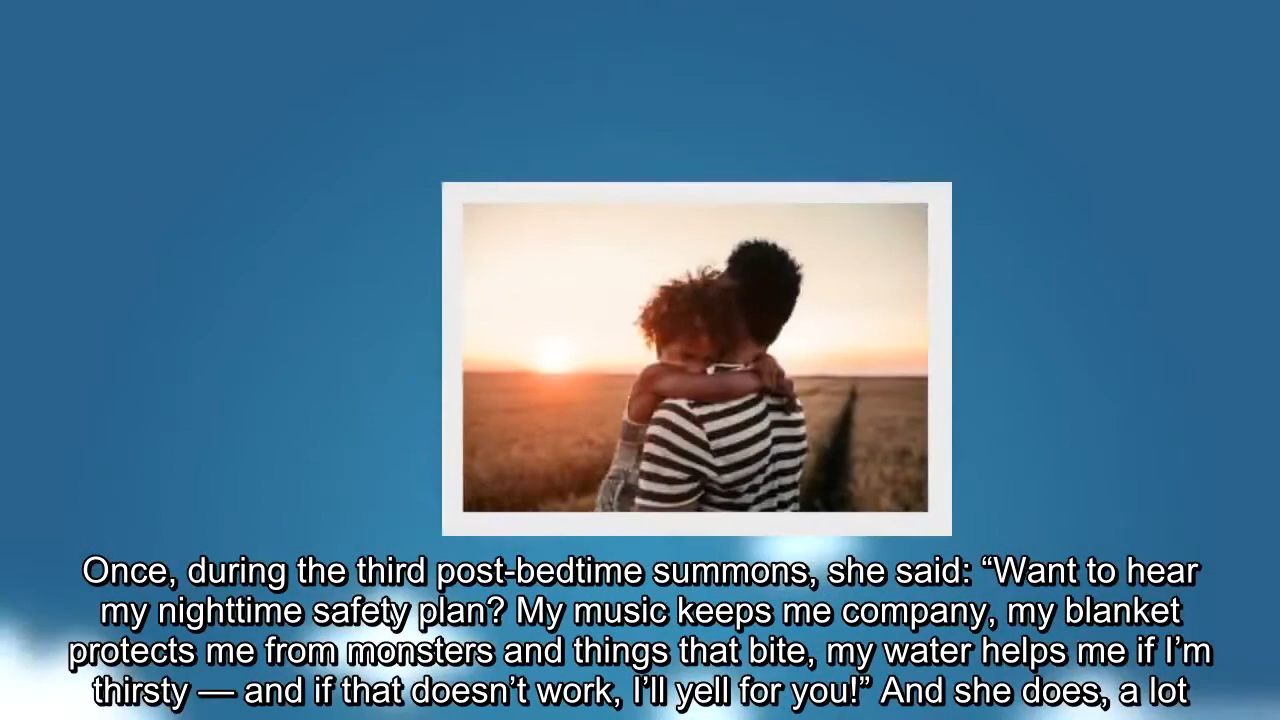 Once, during the third post-bedtime summons, she said: “Want to hear
my nighttime safety plan? My music keeps me company, my blanket
protects me from monsters and things that bite, my water helps me if I’m
thirsty — and if that doesn’t work, I’ll yell for you!” And she does, a lot